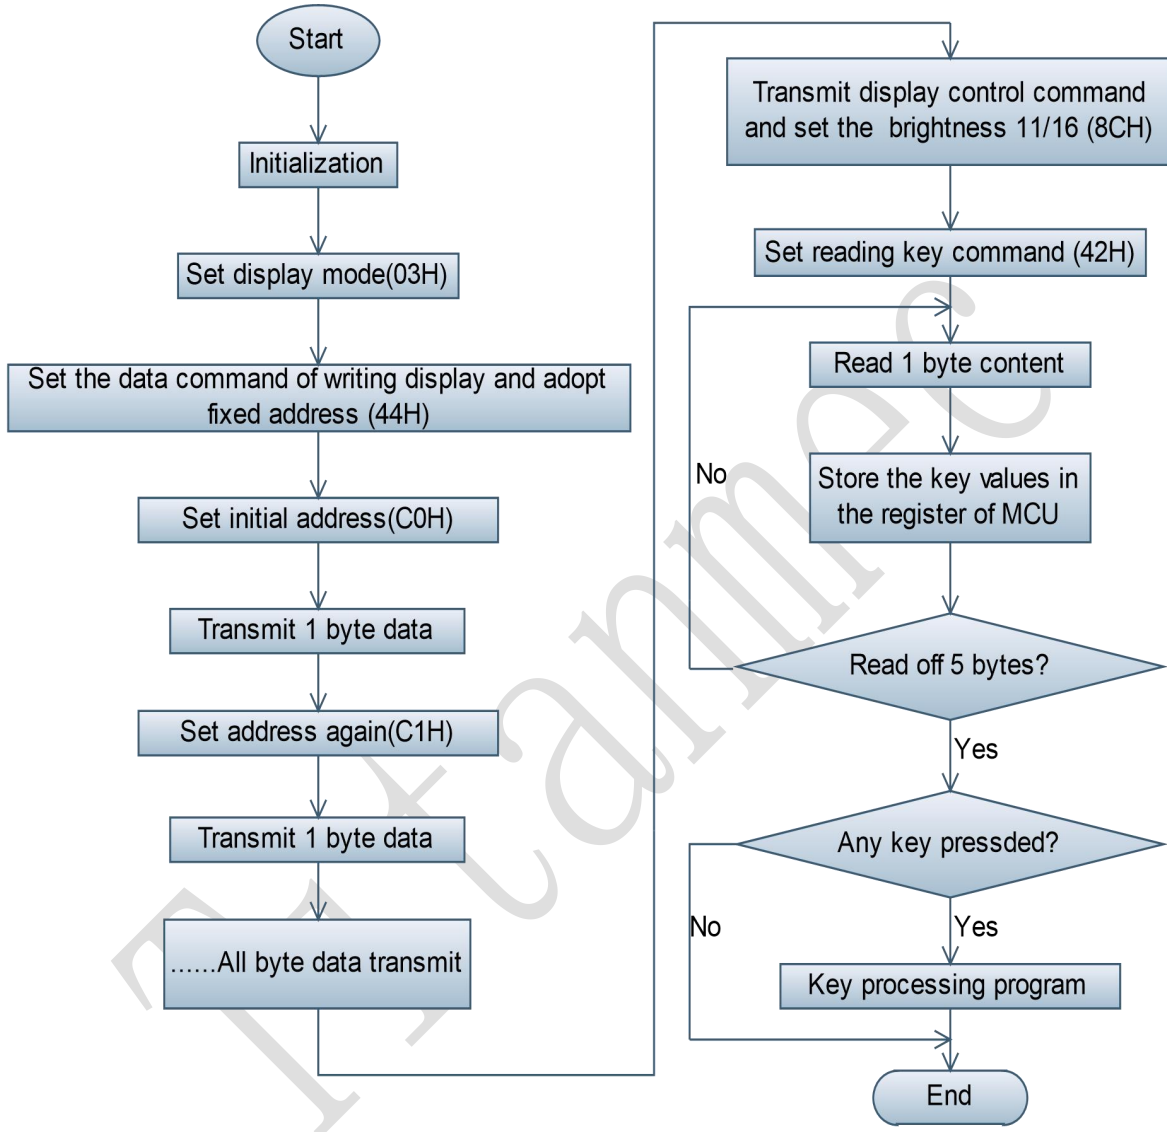 Start
Initialization
Set display mode(03H)
Set the data command of writing display and adopt
fixed address (44H)
Set initial address(C0H)
Transmit 1 byte data
Set address again(C1H)
Transmit 1 byte data
......All byte data transmit
Transmit display control command
and set the brightness 11/16 (8CH)
Set reading key command (42H)
Read 1 byte content
Store the key values in
the register of MCU
No
Read off 5 bytes?
Yes
Any key pressded?
No
Yes
Key processing program
End
Titanmec